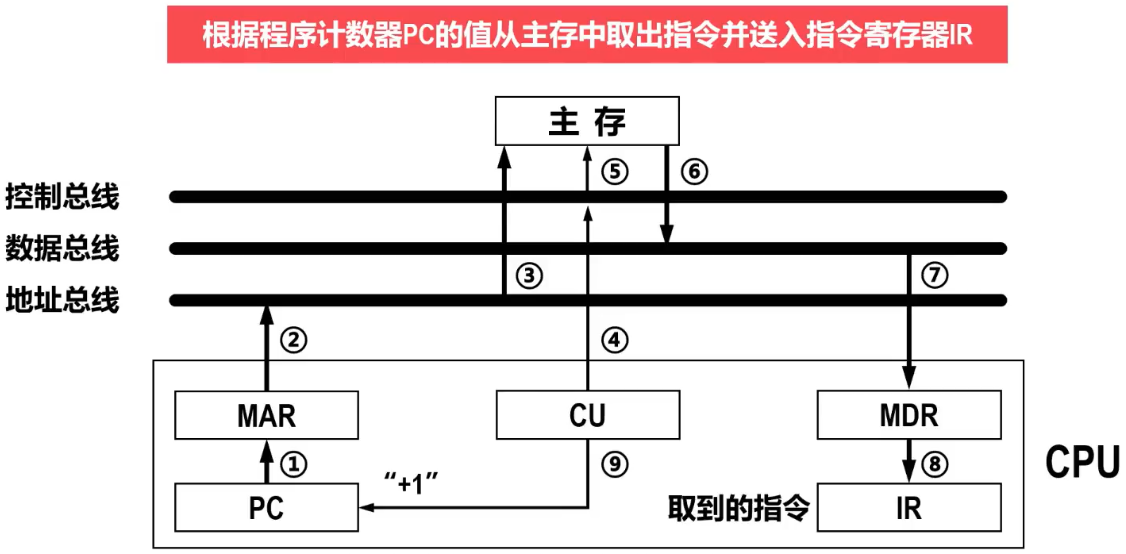 根据程序计数器PC的值从主存中取出指令并送入指令寄存器IR
主 存
⑤
⑥
控制总线
数据总线
③
⑦
地址总线
②
④
MAR
CU
MDR
①
⑨
⑧
CPU
“+1”
PC
取到的指令
IR